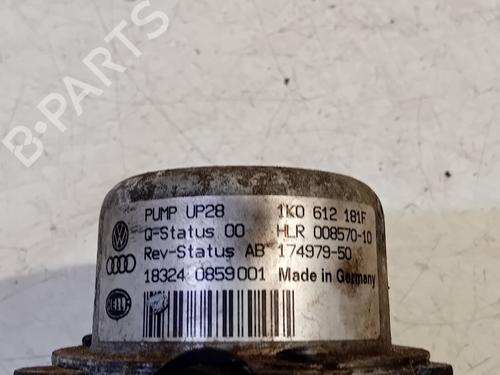 B-PARTS
PUMP UP28 1K0 612 181F
Q-Status 00 HLR 008570-10
Rev-Status AB 174979-50
18324 0859001 Made in Germany
HELLA